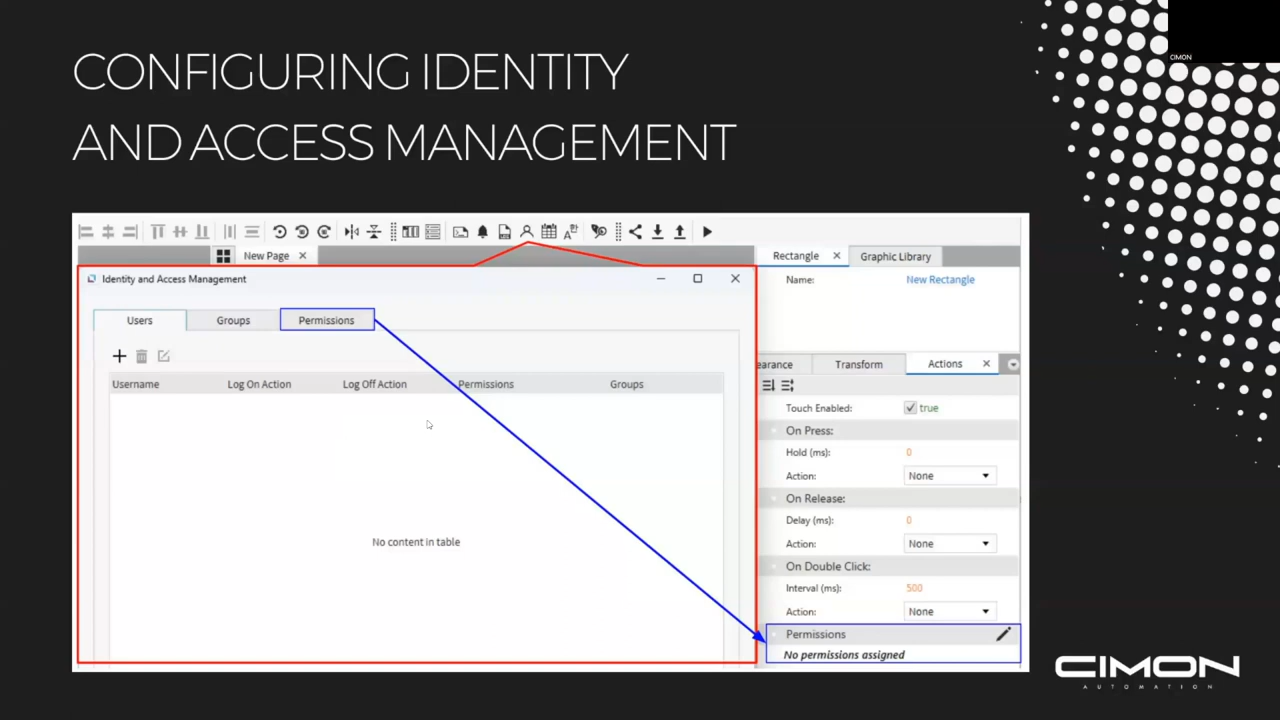 CIMON
CONFIGURING IDENTITY
AND ACCESS MANAGEMENT
New Page
Rectangle
Graphic Library
Identity and Access Management
Name:
New Rectangle
Users
Groups
Permissions
earance
Transform
Actions
Username
Log On Action
Log Off Action
Permissions
Groups
Touch Enabled:
true
On Press:
Hold (ms):
0
Action:
None
On Release:
Delay (ms):
0
Action:
None
No content in table
On Double Click:
Interval (ms):
500
Action:
None
Permissions
No permissions assigned
CIMON
AUTOMATION